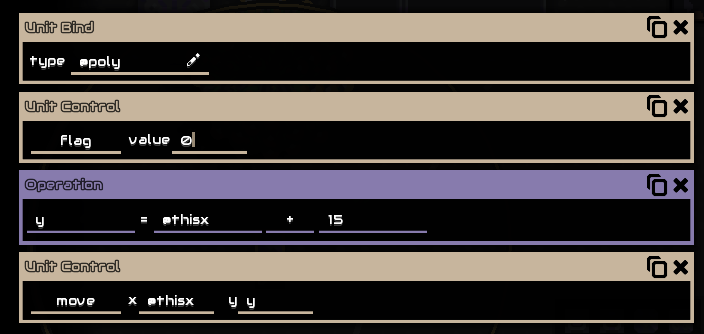 Unit Bind
type @poly
Unit Control
flag value 0
Operation
y = @thisx + 15
Unit Control
move x @thisx y y